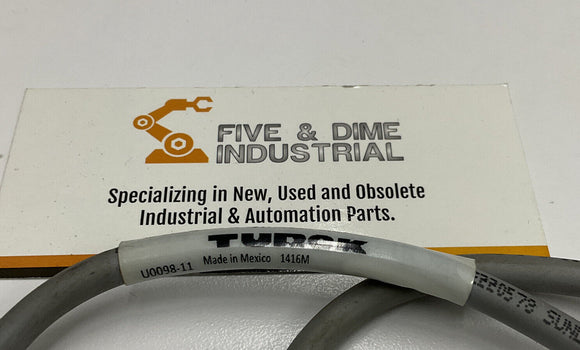 FIVE & DIME
INDUSTRIAL
Specializing in New, Used and Obsolete
Industrial & Automation Parts.
TURCK
U0098-11 Made in Mexico 1416M
E220573